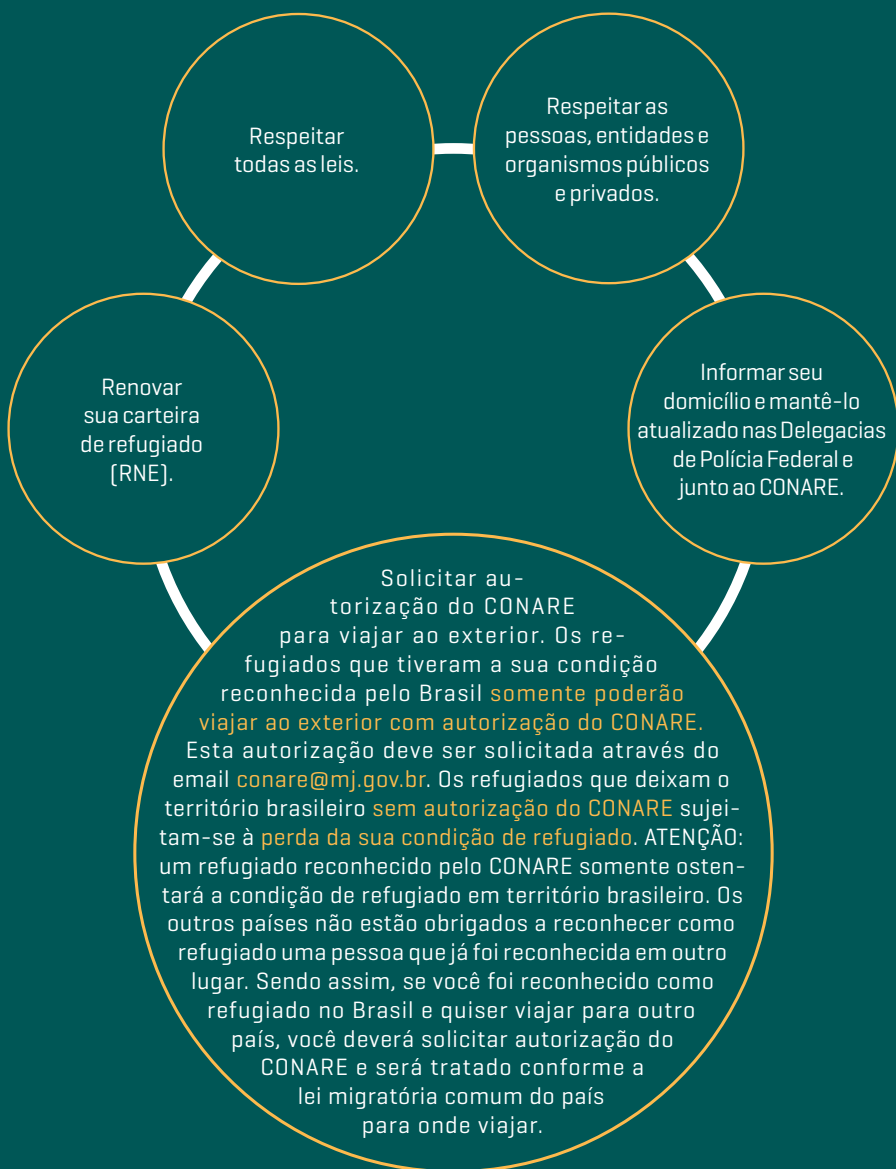 Respeitar
todas as leis.
Respeitar as
pessoas, entidades e
organismos públicos
e privados.
Renovar
sua carteira
de refugiado
(RNE).
Informar seu
domicílio e mantê-lo
atualizado nas Delegacias
de Polícia Federal e
junto ao CONARE.
Solicitar au-
torização do CONARE
para viajar ao exterior. Os re-
fugiados que tiveram a sua condição
reconhecida pelo Brasil somente poderão
viajar ao exterior com autorização do CONARE.
Esta autorização deve ser solicitada através do
email conare@mj.gov.br. Os refugiados que deixam o
território brasileiro sem autorização do CONARE sujei-
tam-se à perda da sua condição de refugiado. ATENÇÃO:
um refugiado reconhecido pelo CONARE somente osten-
tará a condição de refugiado em território brasileiro. Os
outros países não estão obrigados a reconhecer como
refugiado uma pessoa que já foi reconhecida em outro
lugar. Sendo assim, se você foi reconhecido como
refugiado no Brasil e quiser viajar para outro
país, você deverá solicitar autorização do
CONARE e será tratado conforme a
lei migratória comum do país
para onde viajar.